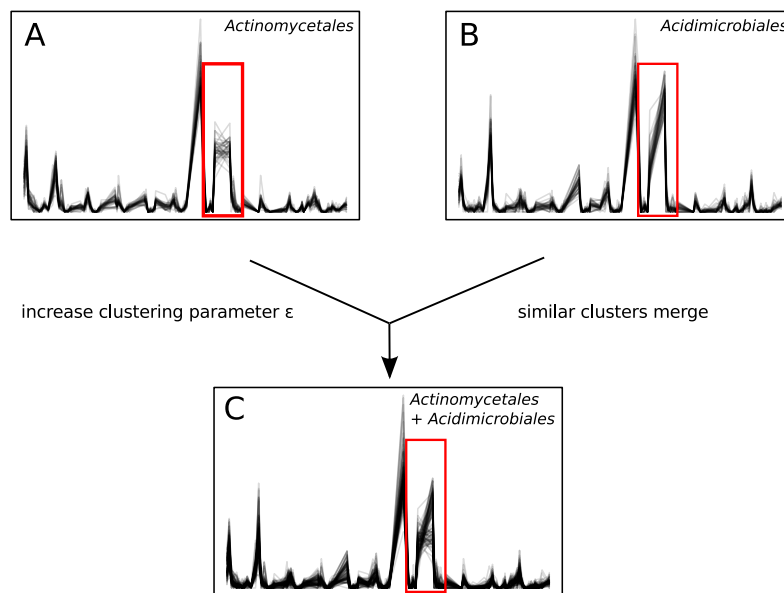 A
Actinomycetales
B
Acidimicrobiales
increase clustering parameter ε
similar clusters merge
C
Actinomycetales
+ Acidimicrobiales